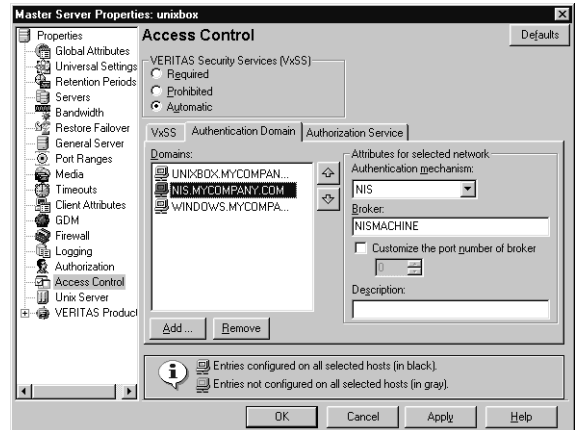 Master Server Properties: unixbox
Properties
Global Attributes
Universal Settings
Retention Periods
Servers
Bandwidth
Restore Failover
General Server
Port Ranges
Media
Timeouts
Client Attributes
GDM
Firewall
Logging
Authorization
Access Control
Unix Server
VERITAS Product
Access Control
Defaults
VERITAS Security Services (VxSS)
Required
Prohibited
Automatic
VxSS Authentication Domain Authorization Service
Domains:
UNIXBOX.MYCOMPAN...
NIS.MYCOMPANY.COM
WINDOWS.MYCOMPA...
Add ... Remove
Attributes for selected network
Authentication mechanism:
NIS
Broker:
NISMACHINE
Customize the port number of broker
0
Description:
Entries configured on all selected hosts (in black).
Entries not configured on all selected hosts (in gray).
OK Cancel Apply Help